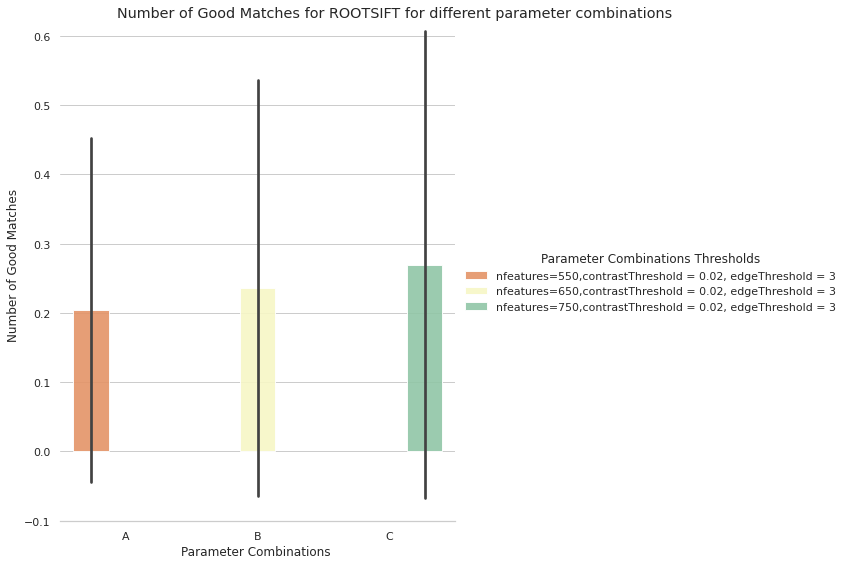 Number of Good Matches for ROOTSIFT for different parameter combinations
0.6
0.5
0.4
0.3
0.2
0.1
0.0
−0.1
Number of Good Matches
A B C
Parameter Combinations
Parameter Combinations Thresholds
nfeatures=550,contrastThreshold = 0.02, edgeThreshold = 3
nfeatures=650,contrastThreshold = 0.02, edgeThreshold = 3
nfeatures=750,contrastThreshold = 0.02, edgeThreshold = 3